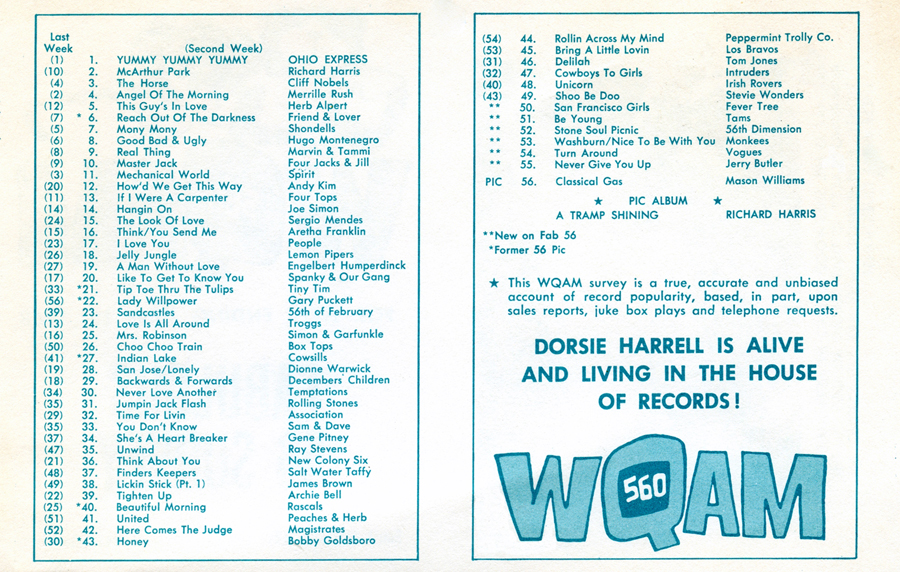 Last
Week (Second Week)
(1) 1. YUMMY YUMMY YUMMY OHIO EXPRESS
(10) 2. McArthur Park Richard Harris
(4) 3. The Horse Cliff Nobels
(2) 4. Angel Of The Morning Merrille Rush
(12) 5. This Guy's In Love Herb Alpert
(7) * 6. Reach Out Of The Darkness Friend & Lover
(5) 7. Mony Mony Shondells
(6) 8. Good Bad & Ugly Hugo Montenegro
(8) 9. Real Thing Marvin & Tammi
(9) 10. Master Jack Four Jacks & Jill
(3) 11. Mechanical World Spirit
(20) 12. How'd We Get This Way Andy Kim
(11) 13. If I Were A Carpenter Four Tops
(14) 14. Hangin On Joe Simon
(24) 15. The Look Of Love Sergio Mendes
(15) 16. Think/You Send Me Aretha Franklin
(23) 17. I Love You People
(26) 18. Jelly Jungle Lemon Pipers
(27) 19. A Man Without Love Engelbert Humperdinck
(17) 20. Like To Get To Know You Spanky & Our Gang
(33) *21. Tip Toe Thru The Tulips Tiny Tim
(56) *22. Lady Willpower Gary Puckett
(39) 23. Sandcastles 56th of February
(13) 24. Love Is All Around Troggs
(16) 25. Mrs. Robinson Simon & Garfunkle
(50) 26. Choo Choo Train Box Tops
(41) *27. Indian Lake Cowsills
(19) 28. San Jose/Lonely Dionne Warwick
(18) 29. Backwards & Forwards Decembers' Children
(34) 30. Never Love Another Temptations
(35) 31. Jumpin Jack Flash Rolling Stones
(29) 32. Time For Livin Association
(35) 33. You Don't Know Sam & Dave
(37) 34. She's A Heart Breaker Gene Pitney
(47) 35. Unwind Ray Stevens
(21) 36. Think About You New Colony Six
(48) 37. Finders Keepers Salt Water Taffy
(49) 38. Lickin Stick (Pt. 1) James Brown
(22) 39. Tighten Up Archie Bell
(25) *40. Beautiful Morning Rascals
(51) 41. United Peaches & Herb
(52) 42. Here Comes The Judge Magistrates
(30) *43. Honey Bobby Goldsboro
(54) 44. Rollin Across My Mind Peppermint Trolly Co.
(53) 45. Bring A Little Lovin Los Bravos
(31) 46. Delilah Tom Jones
(32) 47. Cowboys To Girls Intruders
(40) 48. Unicorn Irish Rovers
(43) 49. Shoo Be Doo Stevie Wonders
** 50. San Francisco Girls Fever Tree
** 51. Be Young Tams
** 52. Stone Soul Picnic 56th Dimension
** 53. Washburn/Nice To Be With You Monkees
** 54. Turn Around Vogues
** 55. Never Give You Up Jerry Butler
PIC 56. Classical Gas Mason Williams
★ PIC ALBUM ★
A TRAMP SHINING RICHARD HARRIS
**New on Fab 56
*Former 56 Pic
★ This WQAM survey is a true, accurate and unbiased
account of record popularity, based, in part, upon
sales reports, juke box plays and telephone requests.
DORSIE HARRELL IS ALIVE
AND LIVING IN THE HOUSE
OF RECORDS!
WQAM
560